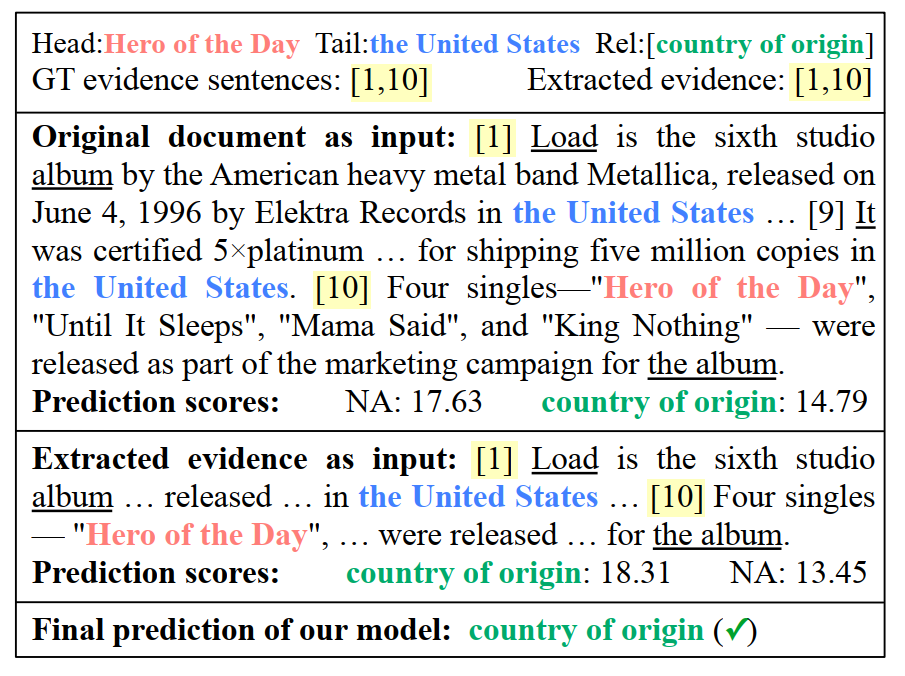 Head:Hero of the Day Tail:the United States Rel:[country of origin]
GT evidence sentences: [1,10] Extracted evidence: [1,10]
Original document as input: [1] Load is the sixth studio
album by the American heavy metal band Metallica, released on
June 4, 1996 by Elektra Records in the United States … [9] It
was certified 5×platinum … for shipping five million copies in
the United States. [10] Four singles—"Hero of the Day",
"Until It Sleeps", "Mama Said", and "King Nothing" — were
released as part of the marketing campaign for the album.
Prediction scores: NA: 17.63 country of origin: 14.79
Extracted evidence as input: [1] Load is the sixth studio
album … released … in the United States … [10] Four singles
— "Hero of the Day", … were released … for the album.
Prediction scores: country of origin: 18.31 NA: 13.45
Final prediction of our model: country of origin (✓)